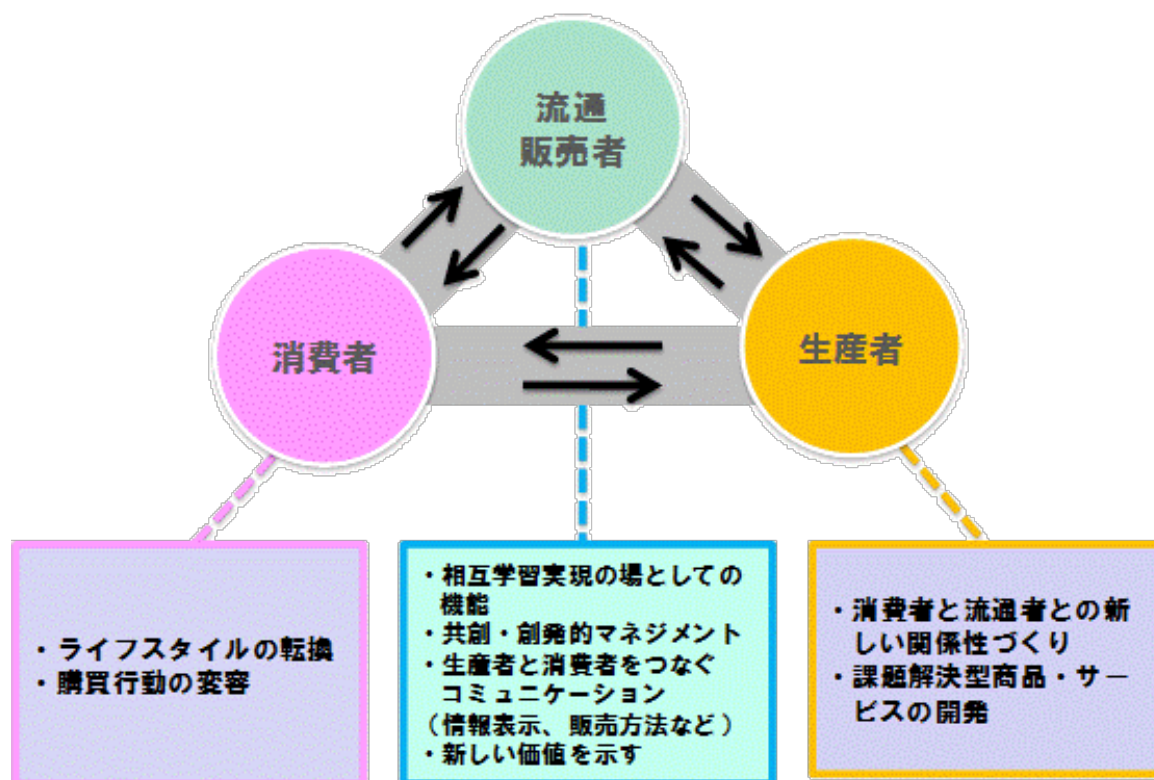 流通
販売者
消費者
生産者
・ライフスタイルの転換
・購買行動の変容
・相互学習実現の場としての
機能
・共創・創発的マネジメント
・生産者と消費者をつなぐ
コミュニケーション
（情報表示、販売方法など）
・新しい価値を示す
・消費者と流通者との新
しい関係性づくり
・課題解決型商品・サー
ビスの開発